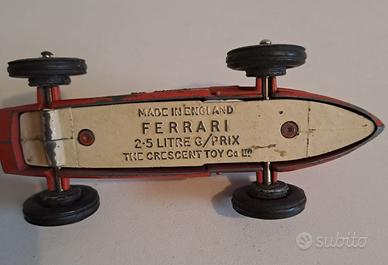 MADE IN ENGLAND
FERRARI
2·5 LITRE G/PRIX
THE CRESCENT TOY Co LTD
subito